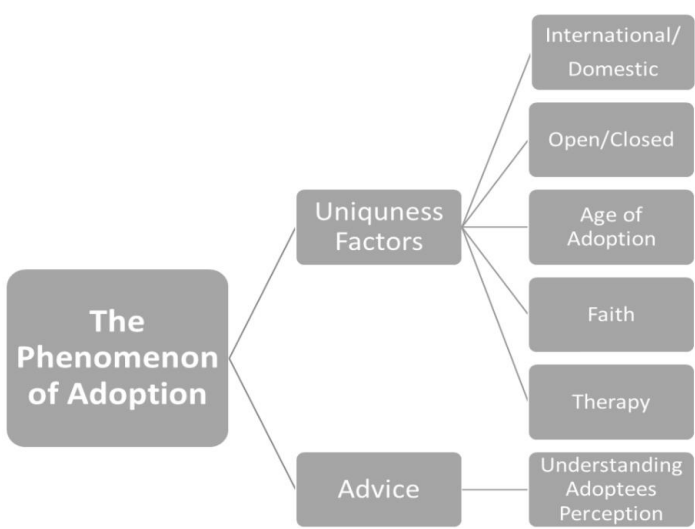 The
Phenomenon
of Adoption
Uniquness
Factors
Advice
International/
Domestic
Open/Closed
Age of
Adoption
Faith
Therapy
Understanding
Adoptees
Perception